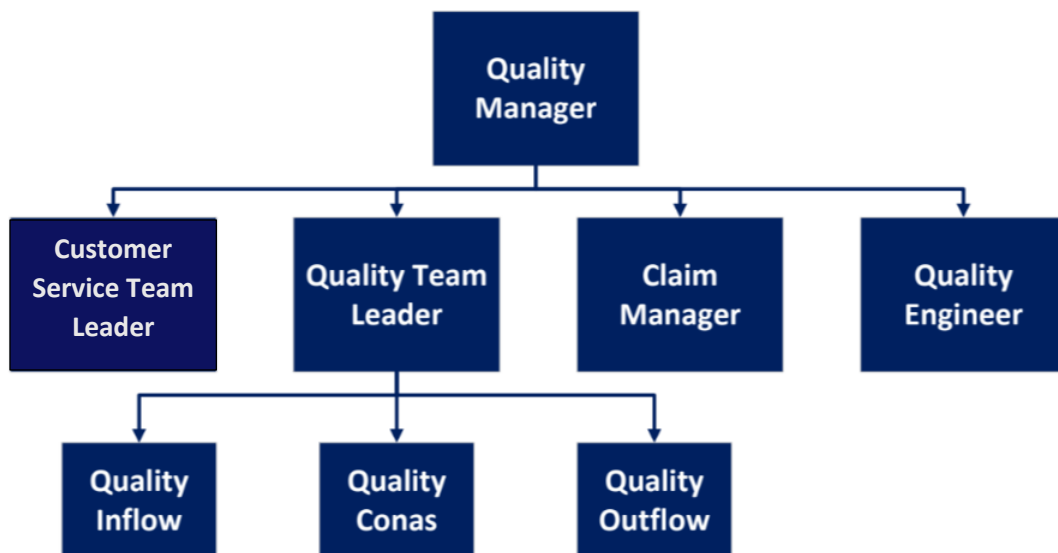 Quality
Manager
Customer
Service Team
Leader
Quality Team
Leader
Claim
Manager
Quality
Engineer
Quality
Inflow
Quality
Conas
Quality
Outflow